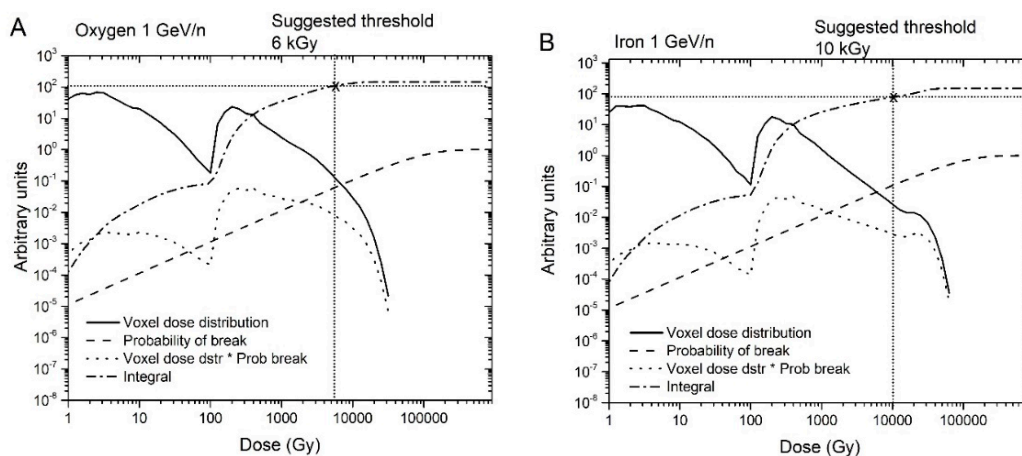 A
Oxygen 1 GeV/n
Suggested threshold
6 kGy
Arbitrary units
10³
10²
10¹
10⁰
10⁻¹
10⁻²
10⁻³
10⁻⁴
10⁻⁵
10⁻⁶
10⁻⁷
10⁻⁸
Voxel dose distribution
Probability of break
Voxel dose dstr * Prob break
Integral
1 10 100 1000 10000 100000
Dose (Gy)
B
Iron 1 GeV/n
Suggested threshold
10 kGy
Arbitrary units
10³
10²
10¹
10⁰
10⁻¹
10⁻²
10⁻³
10⁻⁴
10⁻⁵
10⁻⁶
10⁻⁷
10⁻⁸
Voxel dose distribution
Probability of break
Voxel dose dstr * Prob break
Integral
1 10 100 1000 10000 100000
Dose (Gy)